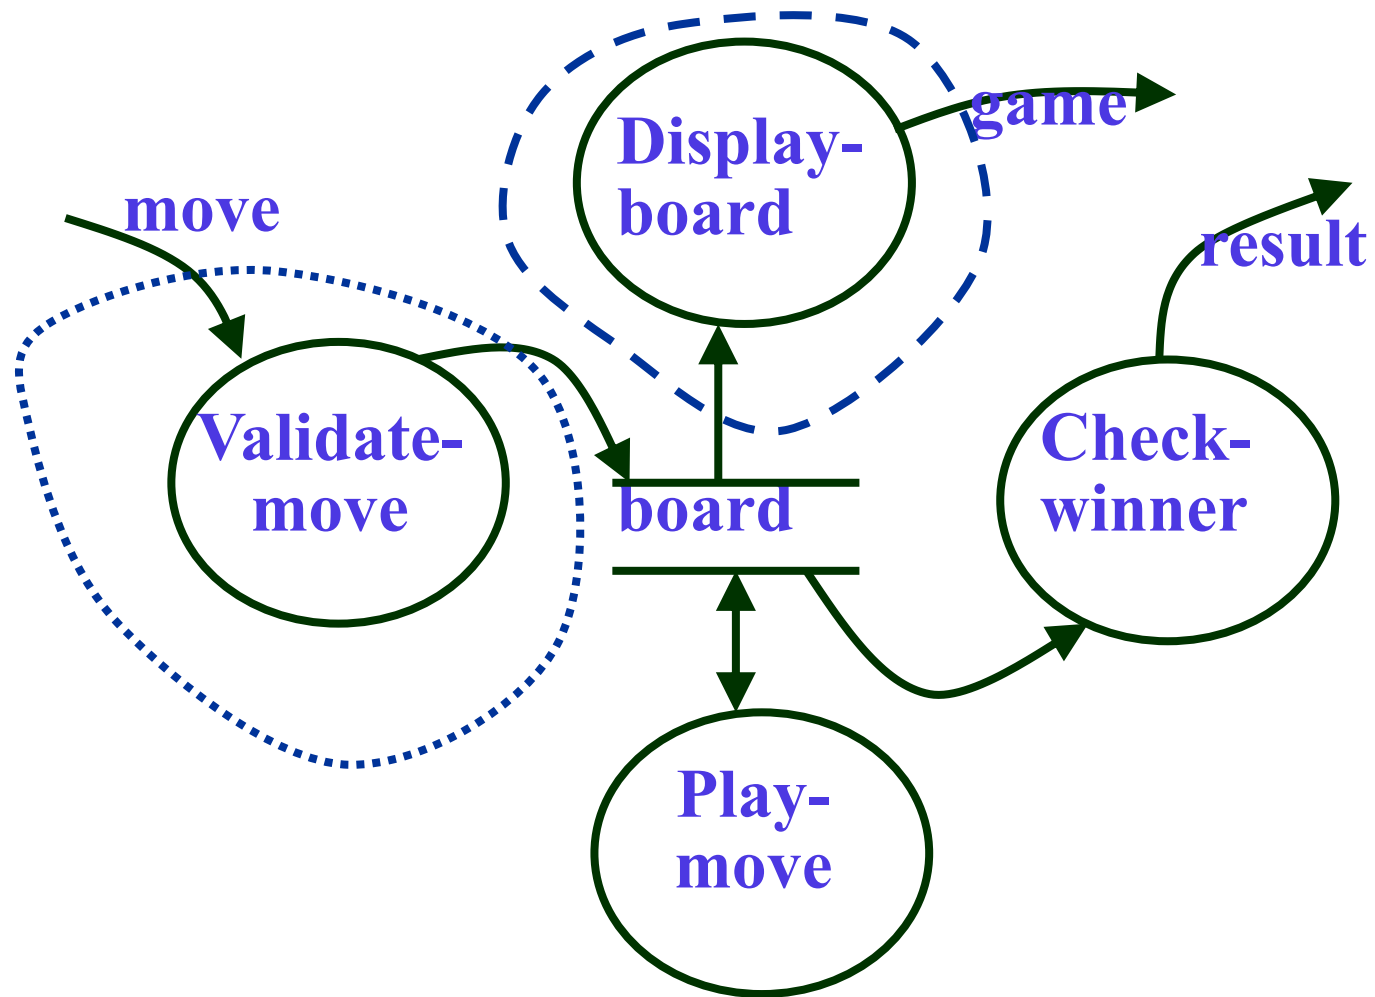 Display-
board
game
move
result
Validate-
move
board
Check-
winner
Play-
move